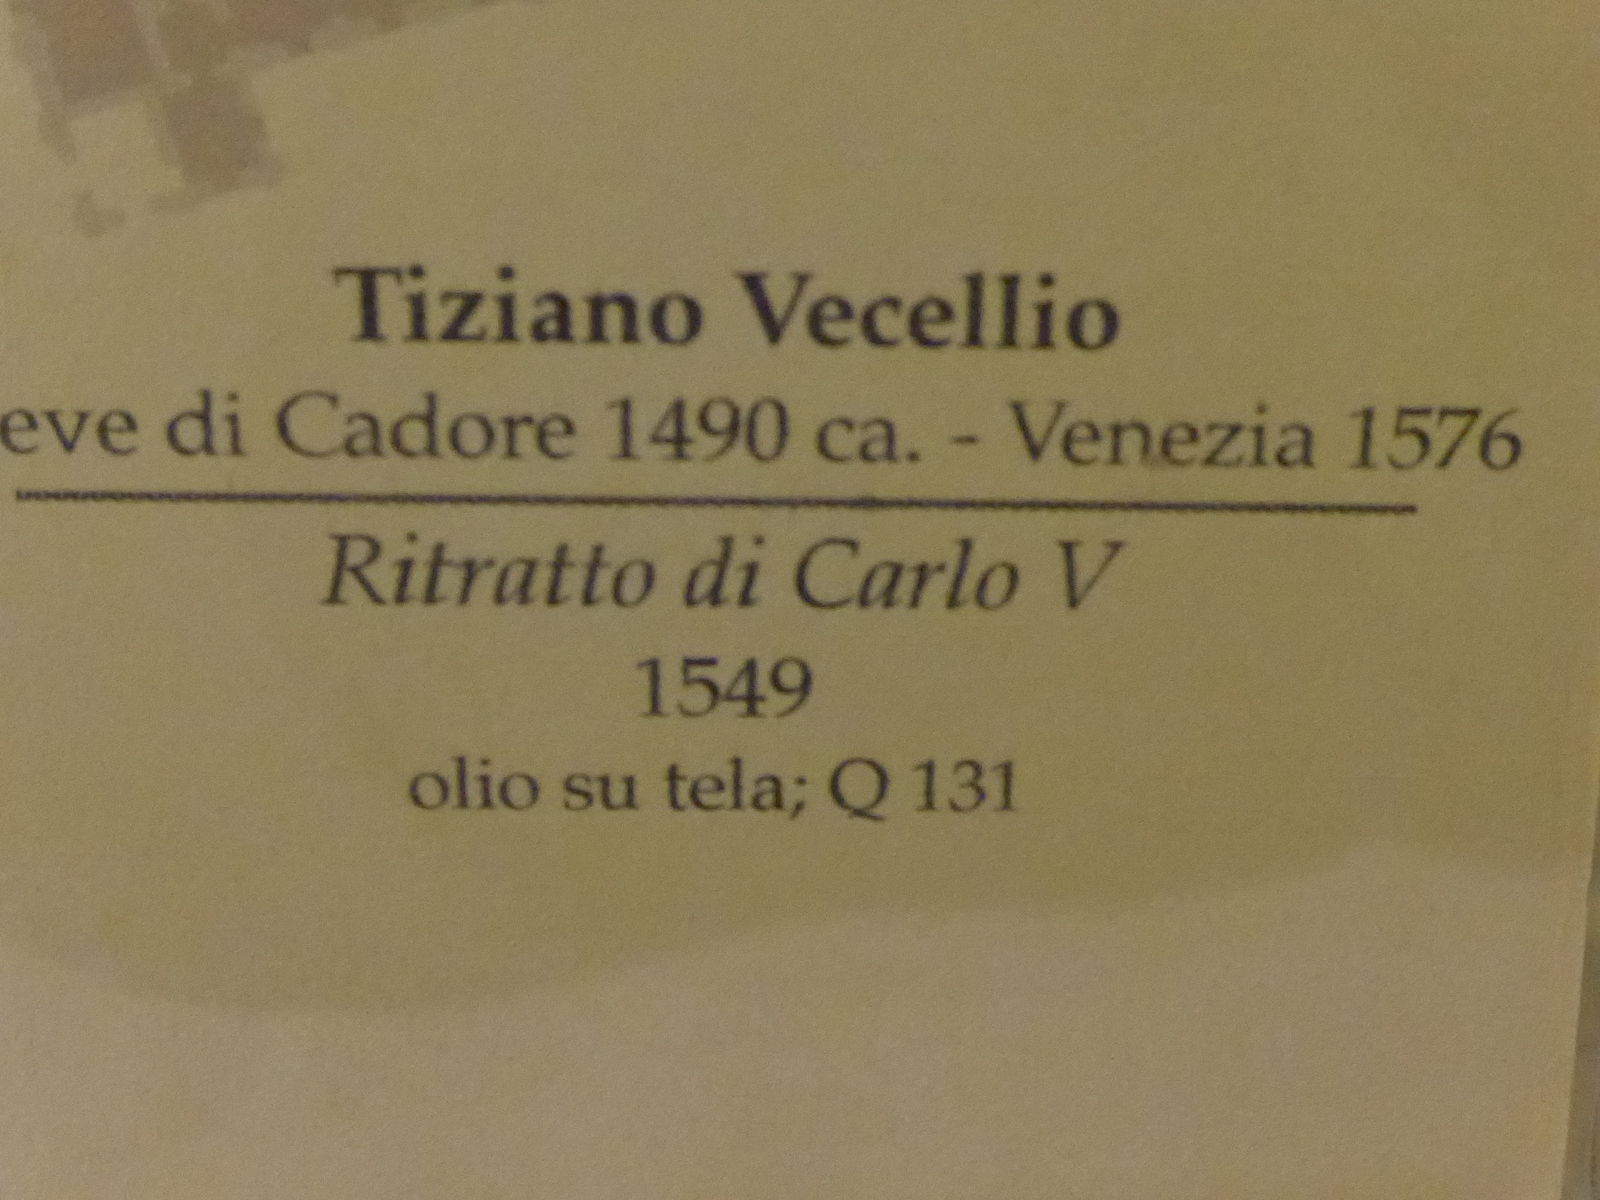 Tiziano Vecellio
eve di Cadore 1490 ca. - Venezia 1576
Ritratto di Carlo V
1549
olio su tela; Q 131